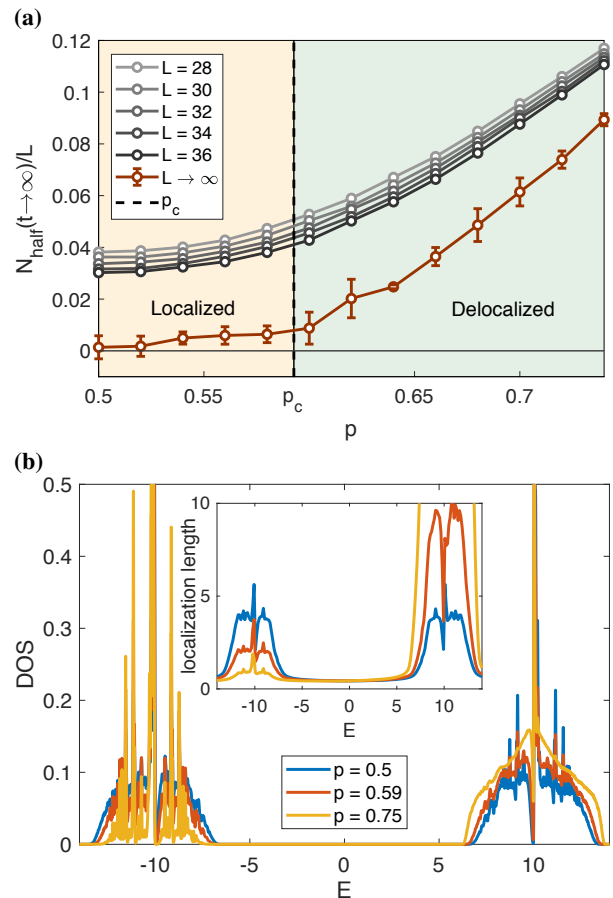 (a)
0.12
0.1
0.08
0.06
0.04
0.02
0
N_half(t→∞)/L
L = 28
L = 30
L = 32
L = 34
L = 36
L → ∞
p_c
Localized
Delocalized
0.5
0.55
p_c
0.65
0.7
p
(b)
0.5
0.4
0.3
0.2
0.1
0
DOS
10
5
0
localization length
-10
-5
0
5
10
E
p = 0.5
p = 0.59
p = 0.75
-10
-5
0
5
10
E